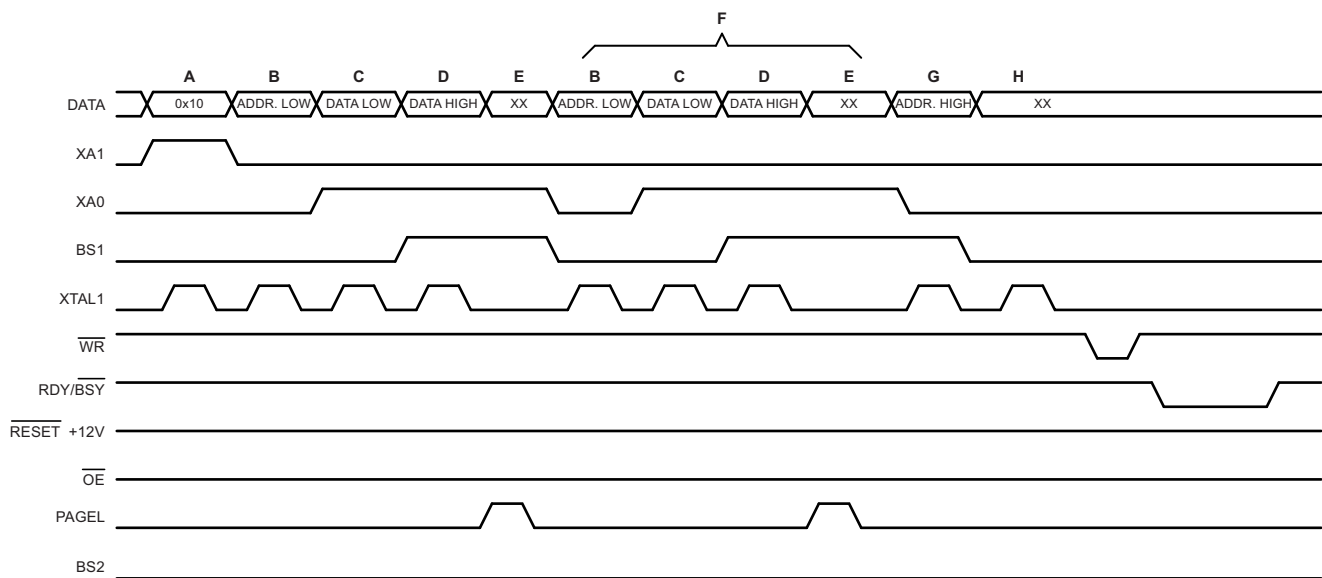 F
A B C D E B C D E G H
DATA 0x10 ADDR. LOW DATA LOW DATA HIGH XX ADDR. LOW DATA LOW DATA HIGH XX ADDR. HIGH XX
XA1
XA0
BS1
XTAL1
WR
RDY/BSY
RESET +12V
OE
PAGEL
BS2